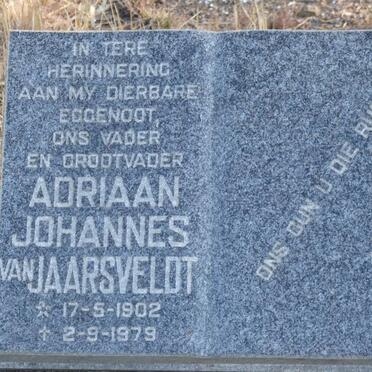 IN TERE
HERINNERING
AAN MY DIERBARE
EGGENOOT,
ONS VADER
EN GROOTVADER
ADRIAAN
JOHANNES
VAN JAARSVELDT
☆ 17-5-1902
✝ 2-9-1979
ONS GUN U DIE